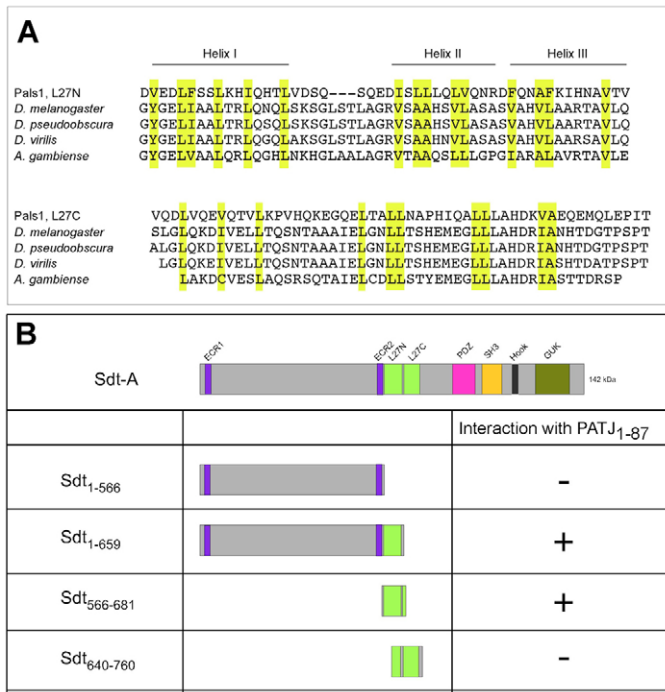 A
Helix I Helix II Helix III
Pals1, L27N DVEDLFSSLKHIQHTLVDSQ---SQEDISLLLQLVQNRDFQNAFKIHNAVTV
D. melanogaster GYGELIAALTRLQNQLSKSGLSTLAGRVSAAHSVLASASVAHVLAARTAVLQ
D. pseudoobscura GYGELIAALTRLQSQLSKSGLSTLAGRVSAAHSVLASASVAHVLAARTAVLQ
D. virilis GYGELIAALTRLQNQLGKSGLSTLAGRVSAAHNVLASASVAHVLAARSAVLQ
A. gambiense GYGELVAALQRLQGHLNKHGLAALAGRVTAAQSLLLGPGIARALAVRTAVLE
Pals1, L27C VQDLVQEVQTVLKPVHQKEGQELTALLNAPHIQALLLAHDKVAEQEMQLEPIT
D. melanogaster SLGLQKDIVELLTQSNTAAAIELGNLLTSHEMEGLLLAHDRIANHTDGTPSPT
D. pseudoobscura ALGLQKDIVELLTQSNTAAAIELGNLLTSHEMEGLLLAHDRIANHTDGTPSPT
D. virilis LGLQKEIVELLTQSNTAAAIELGNLLTSHEMEGLLLAHDRIASHTDATPSPT
A. gambiense LAKDCVESLAQSRSQTAIELCDLLSTYEMEGLLLAHDRIASTTDRSP
B
ECR1 ECR2 L27N L27C PDZ SH3 Hook GUK
Sdt-A 142 kDa
Interaction with PATJ1-87
Sdt1-566 -
Sdt1-659 +
Sdt566-681 +
Sdt640-760 -